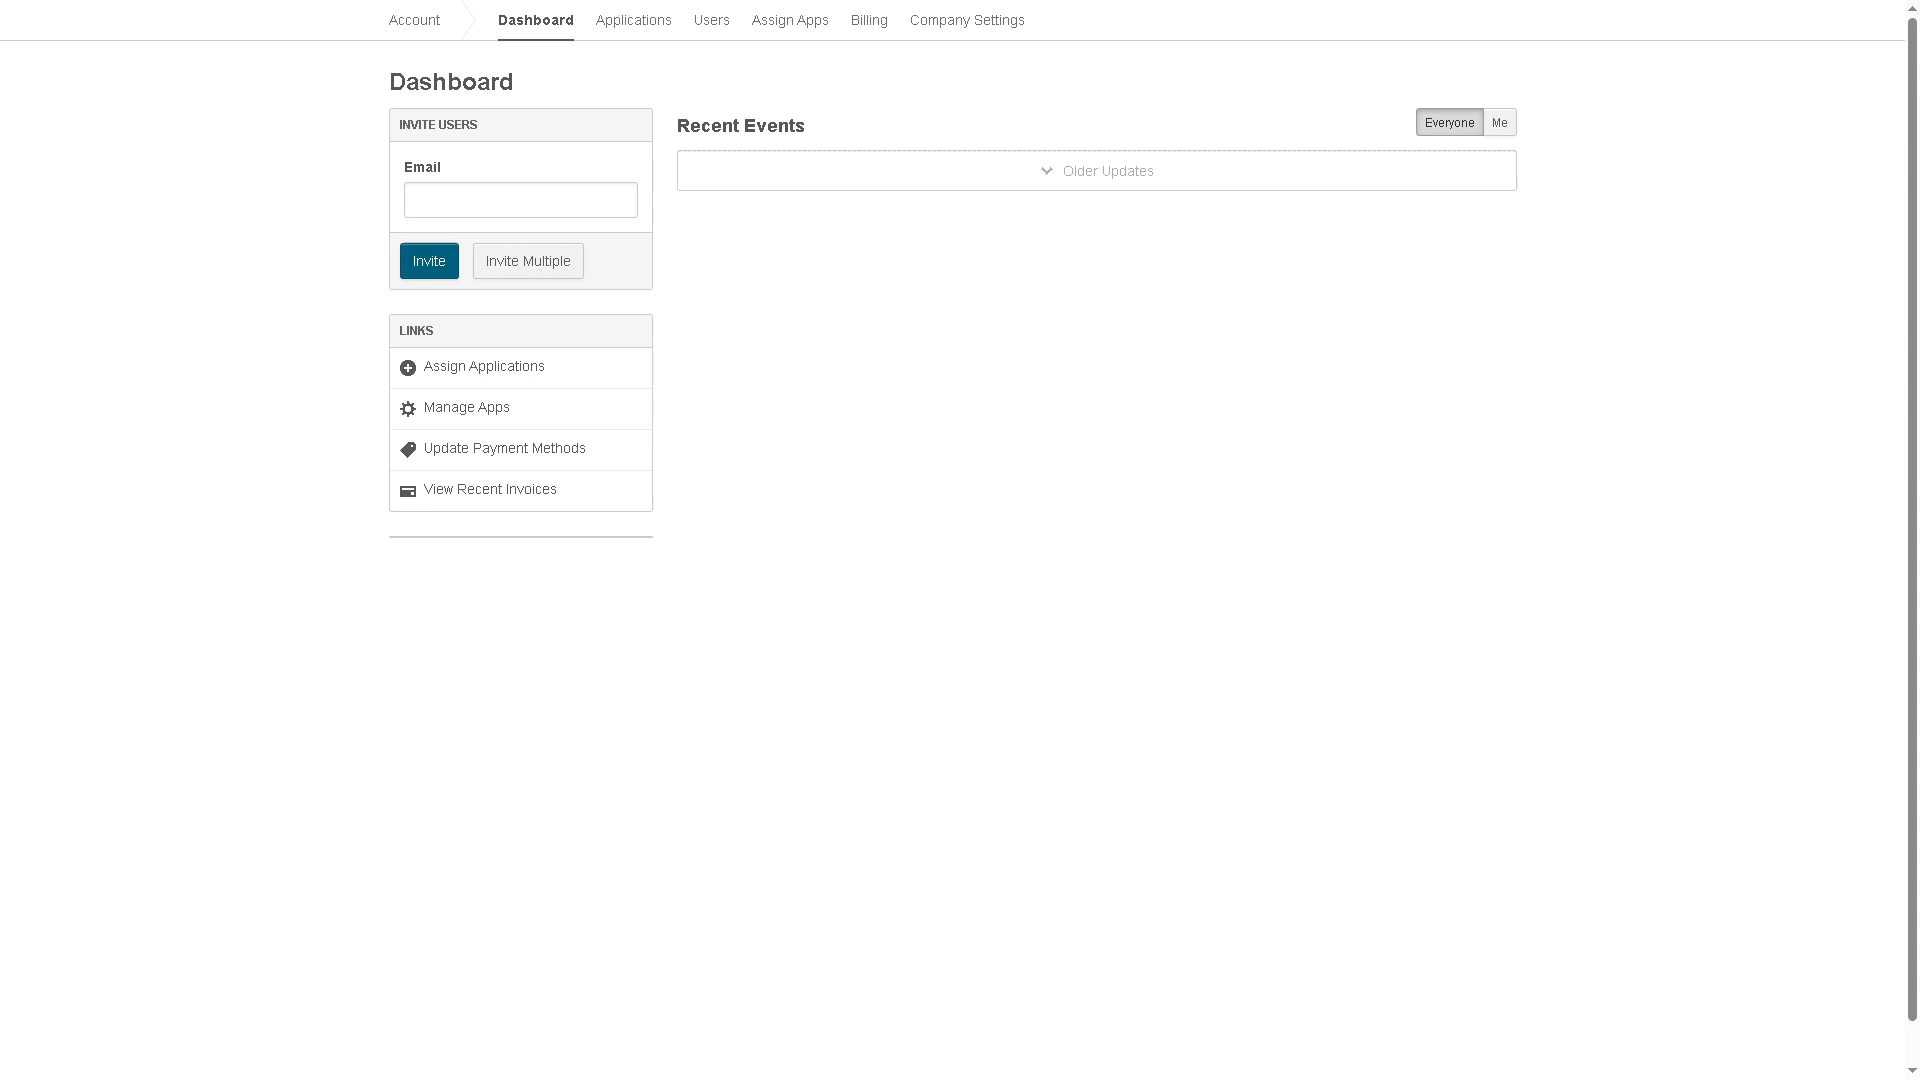 Account
Dashboard
Applications
Users
Assign Apps
Billing
Company Settings
Dashboard
INVITE USERS
Email
Invite
Invite Multiple
LINKS
Assign Applications
Manage Apps
Update Payment Methods
View Recent Invoices
Recent Events
Everyone
Me
Older Updates